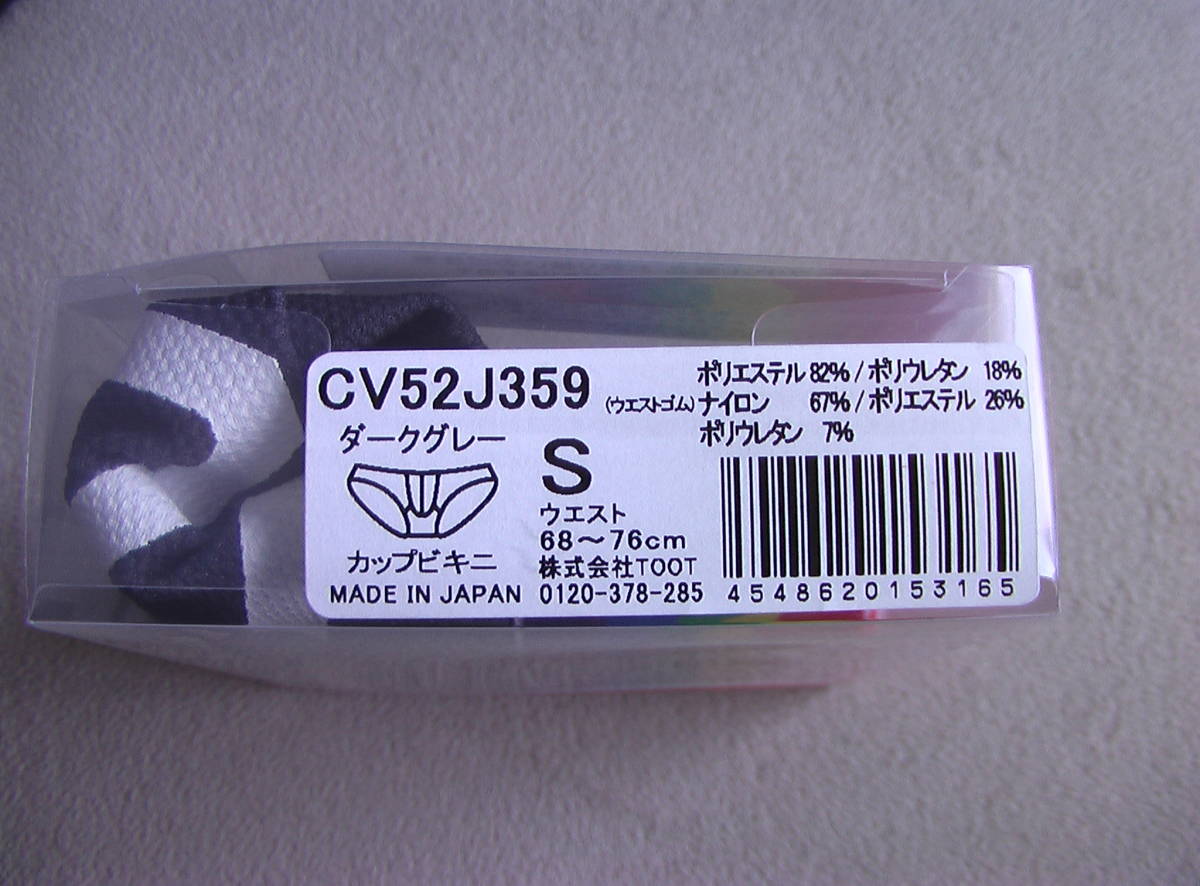 CV52J359
ポリエステル 82% / ポリウレタン 18%
(ウエストゴム) ナイロン 67% / ポリエステル 26%
ポリウレタン 7%
ダークグレー
S
ウエスト
68～76cm
カップビキニ
株式会社TOOT
MADE IN JAPAN 0120-378-285
4548620153165